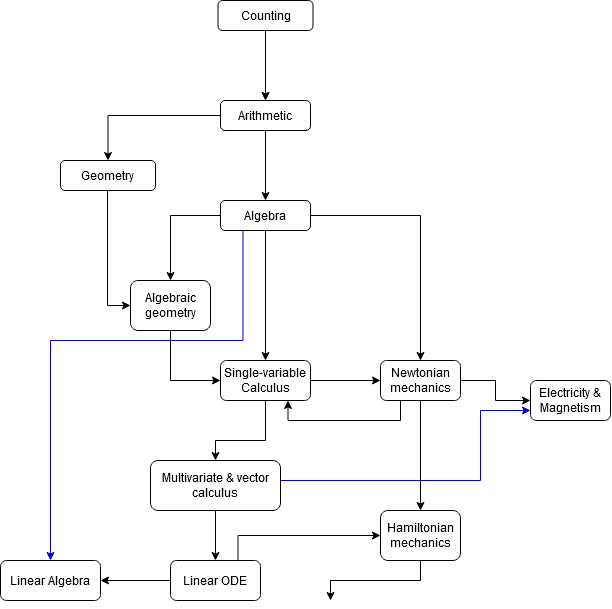 Counting
Arithmetic
Geometry
Algebra
Algebraic
geometry
Single-variable
Calculus
Newtonian
mechanics
Electricity &
Magnetism
Multivariate & vector
calculus
Hamiltonian
mechanics
Linear Algebra
Linear ODE